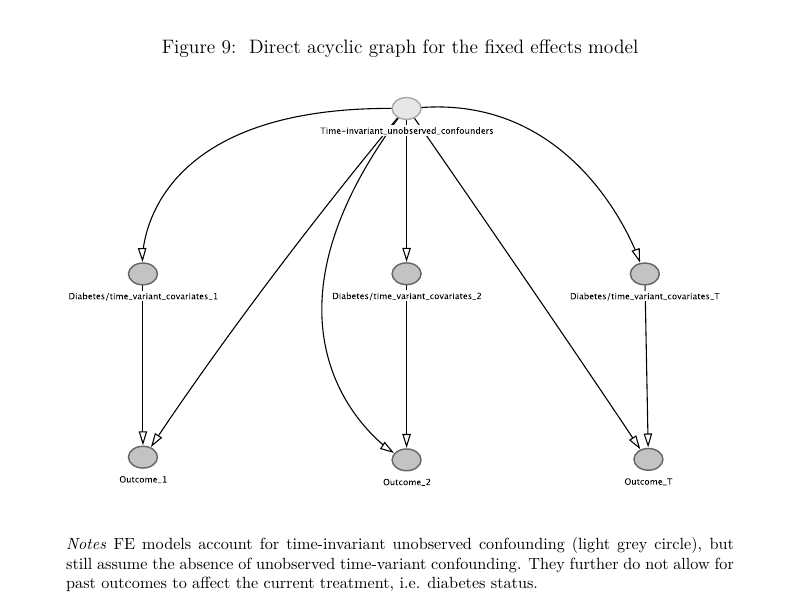 Figure 9: Direct acyclic graph for the fixed effects model
Time-invariant_unobserved_confounders
Diabetes/time_variant_covariates_1
Diabetes/time_variant_covariates_2
Diabetes/time_variant_covariates_T
Outcome_1
Outcome_2
Outcome_T
Notes FE models account for time-invariant unobserved confounding (light grey circle), but
still assume the absence of unobserved time-variant confounding. They further do not allow for
past outcomes to affect the current treatment, i.e. diabetes status.